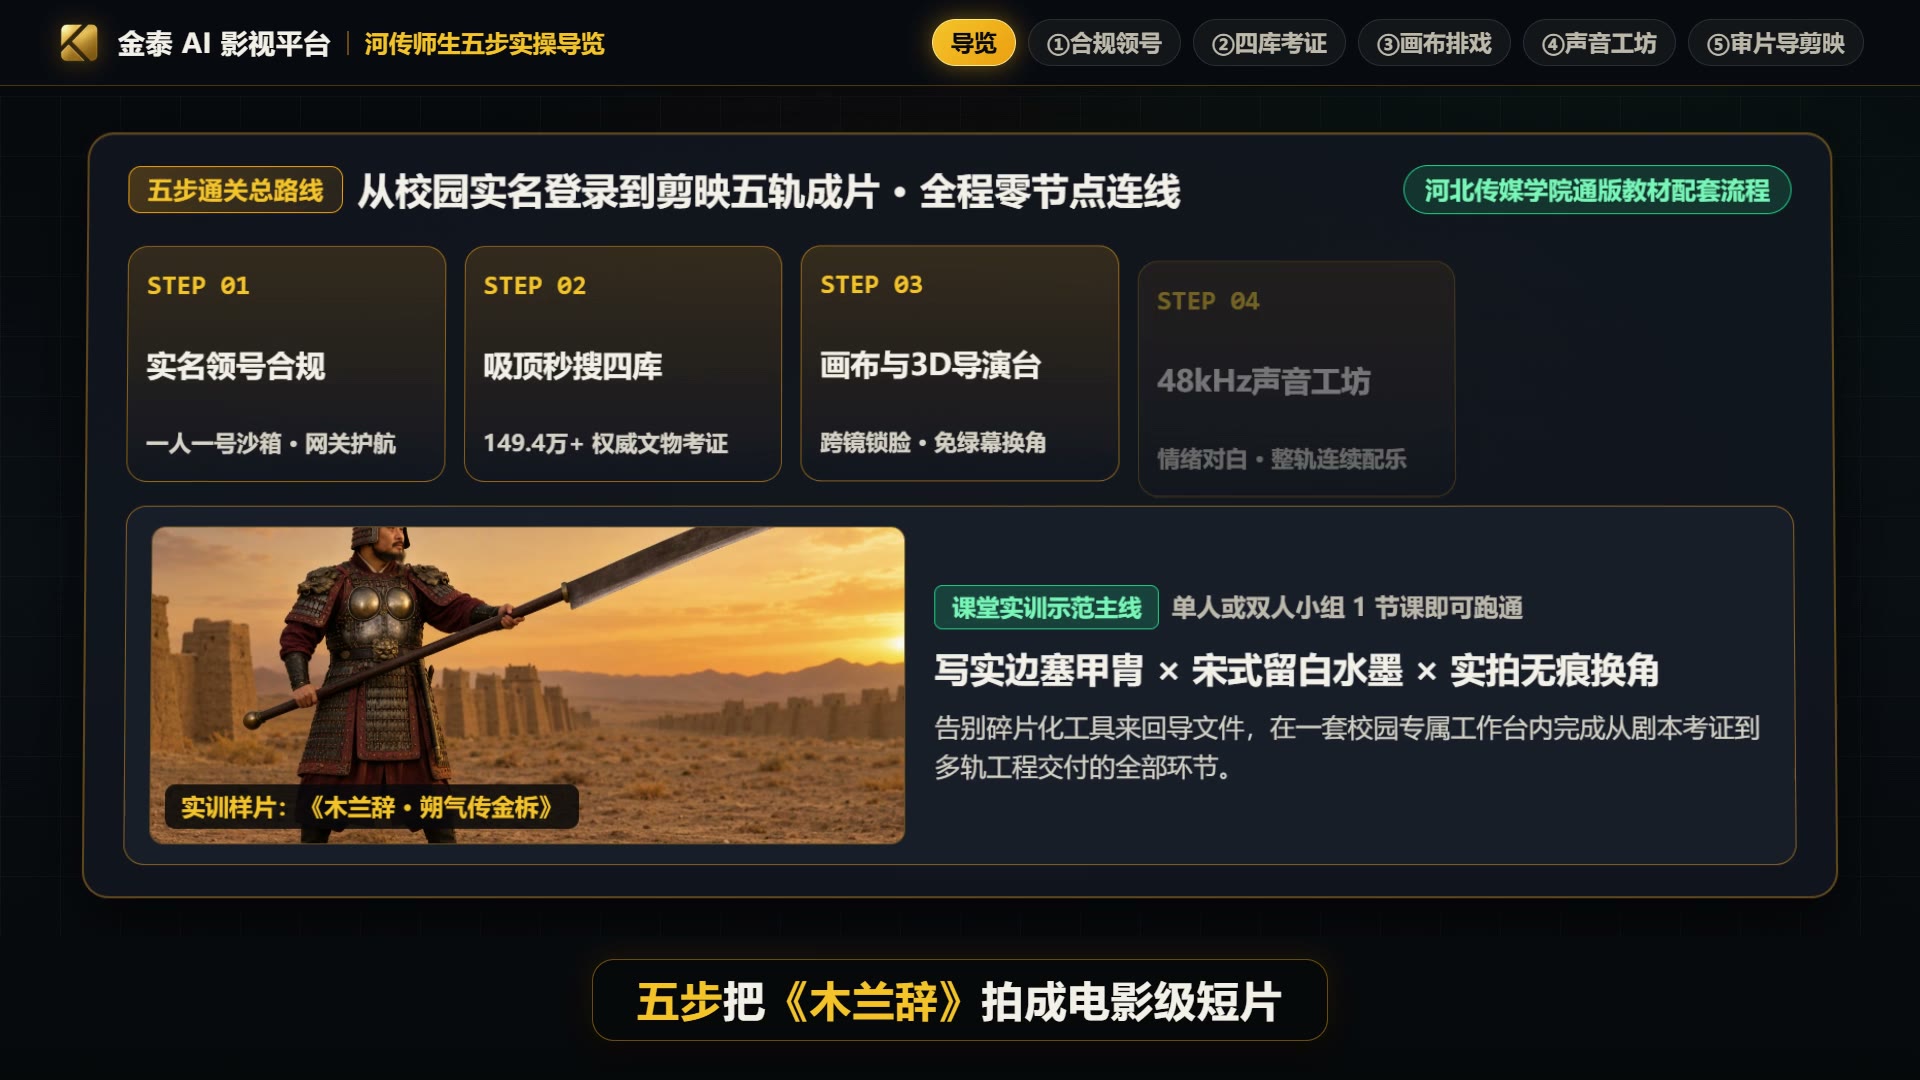 金泰 AI 影视平台
河传师生五步实操导览
导览
①合规领号
②四库考证
③画布排戏
④声音工坊
⑤审片导剪映
五步通关总路线
从校园实名登录到剪映五轨成片·全程零节点连线
河北传媒学院通版教材配套流程
STEP 01
实名领号合规
一人一号沙箱·网关护航
STEP 02
吸顶秒搜四库
149.4万+ 权威文物考证
STEP 03
画布与3D导演台
跨镜锁脸·免绿幕换角
STEP 04
48kHz声音工坊
情绪对白·整轨连续配乐
实训样片：《木兰辞·朔气传金柝》
课堂实训示范主线
单人或双人小组 1 节课即可跑通
写实边塞甲胄 × 宋式留白水墨 × 实拍无痕换角
告别碎片化工具来回导文件，在一套校园专属工作台内完成从剧本考证到
多轨工程交付的全部环节。
五步把《木兰辞》拍成电影级短片